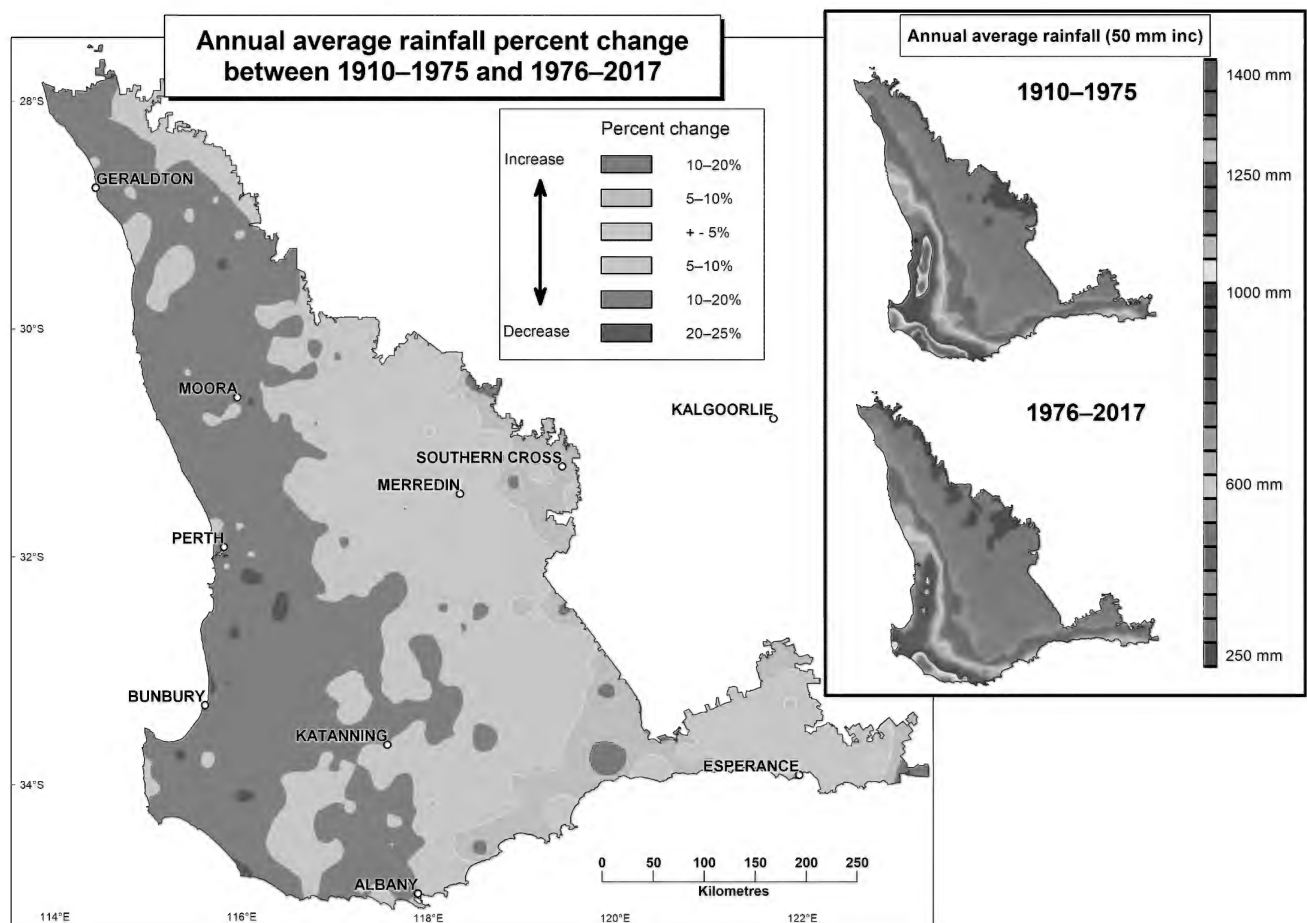 Annual average rainfall percent change
between 1910–1975 and 1976–2017
Percent change
Increase
10–20%
5–10%
+ - 5%
5–10%
10–20%
Decrease
20–25%
28°S
30°S
32°S
34°S
114°E
116°E
118°E
120°E
122°E
GERALDTON
MOORA
KALGOORLIE
SOUTHERN CROSS
MERREDIN
PERTH
BUNBURY
KATANNING
ESPERANCE
ALBANY
0 50 100 150 200 250
Kilometres
Annual average rainfall (50 mm inc)
1910–1975
1976–2017
1400 mm
1250 mm
1000 mm
600 mm
250 mm